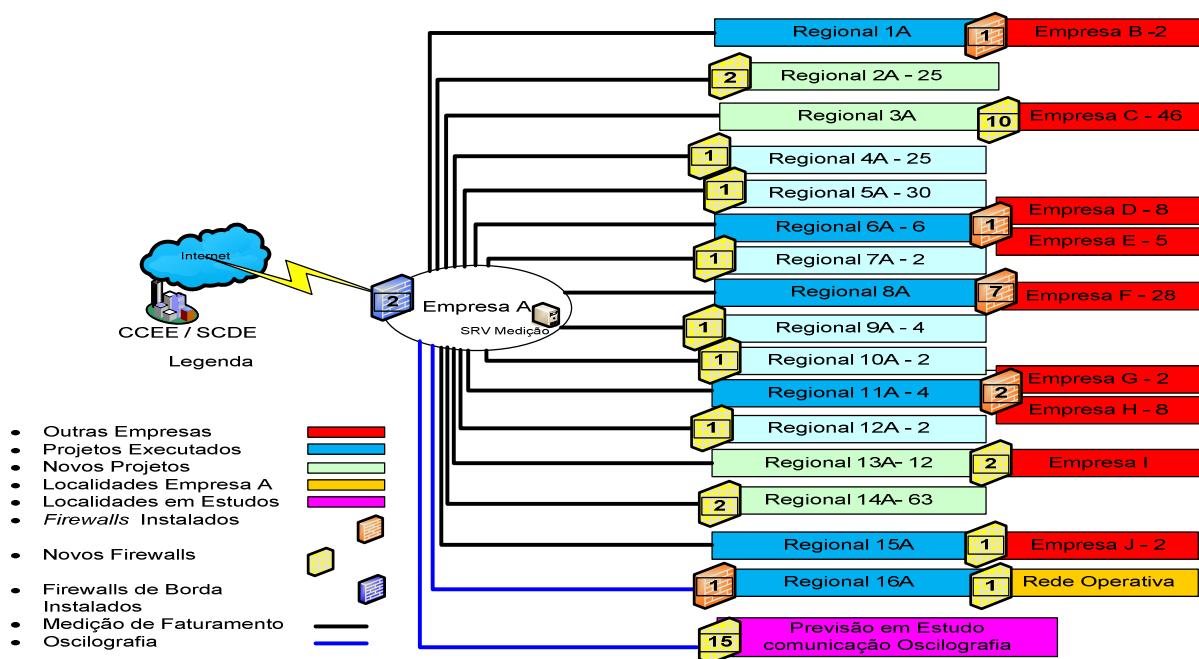 Regional 1A
1
Empresa B -2
2
Regional 2A - 25
Regional 3A
10
Empresa C - 46
1
Regional 4A - 25
1
Regional 5A - 30
Regional 6A - 6
1
Empresa D - 8
Empresa E - 5
1
Regional 7A - 2
Regional 8A
7
Empresa F - 28
1
Regional 9A - 4
1
Regional 10A - 2
Regional 11A - 4
2
Empresa G - 2
Empresa H - 8
1
Regional 12A - 2
Regional 13A- 12
2
Empresa I
2
Regional 14A- 63
Regional 15A
1
Empresa J - 2
1
Regional 16A
1
Rede Operativa
15
Previsão em Estudo
comunicação Oscilografia
Internet
CCEE / SCDE
2
Empresa A
SRV Medição
Legenda
• Outras Empresas
• Projetos Executados
• Novos Projetos
• Localidades Empresa A
• Localidades em Estudos
• Firewalls Instalados
• Novos Firewalls
• Firewalls de Borda
Instalados
• Medição de Faturamento
• Oscilografia